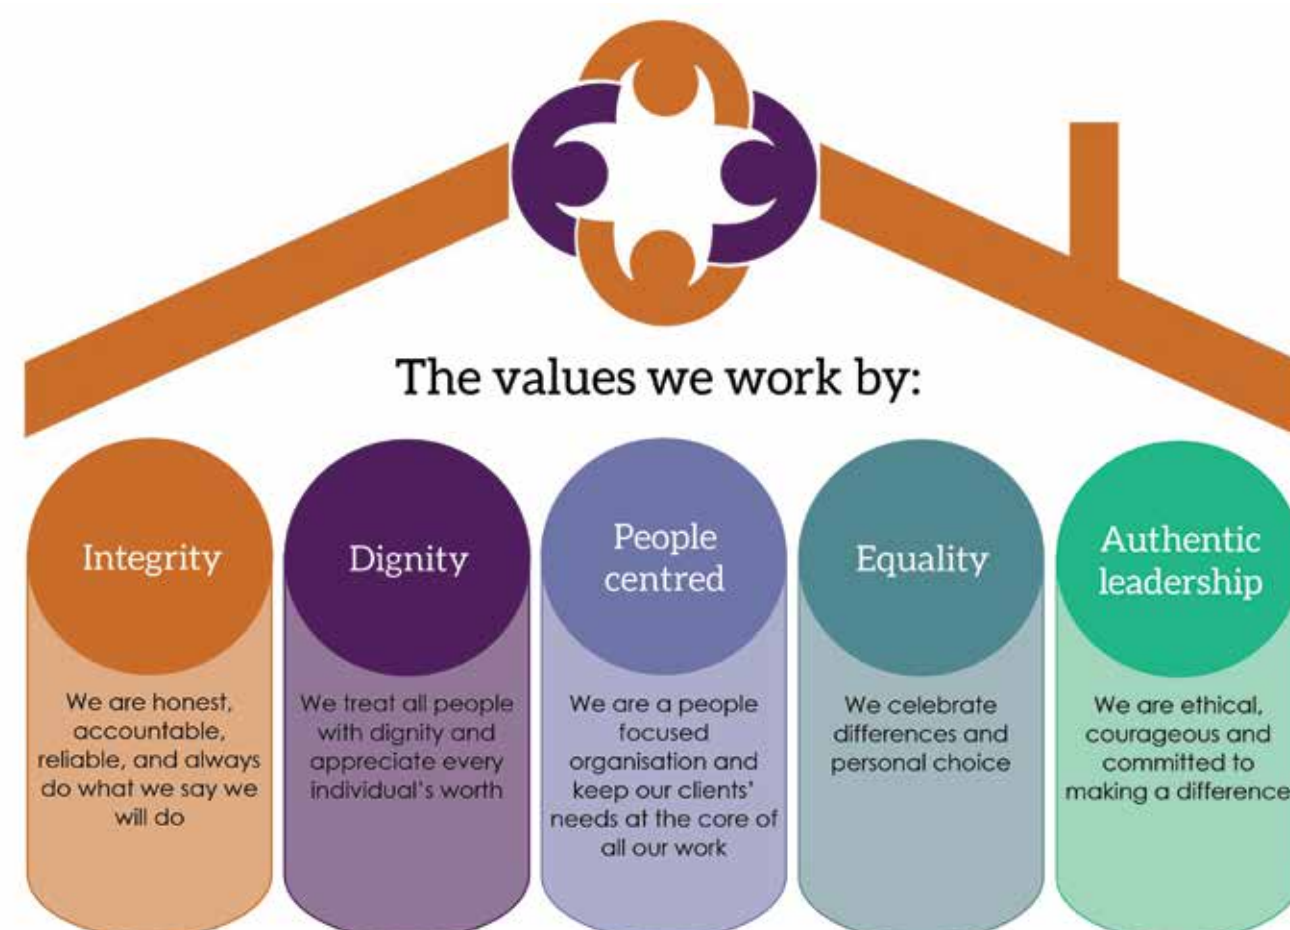 The values we work by:
Integrity
We are honest,
accountable,
reliable, and always
do what we say we
will do
Dignity
We treat all people
with dignity and
appreciate every
individual's worth
People
centred
We are a people
focused
organisation and
keep our clients'
needs at the core of
all our work
Equality
We celebrate
differences and
personal choice
Authentic
leadership
We are ethical,
courageous and
committed to
making a difference